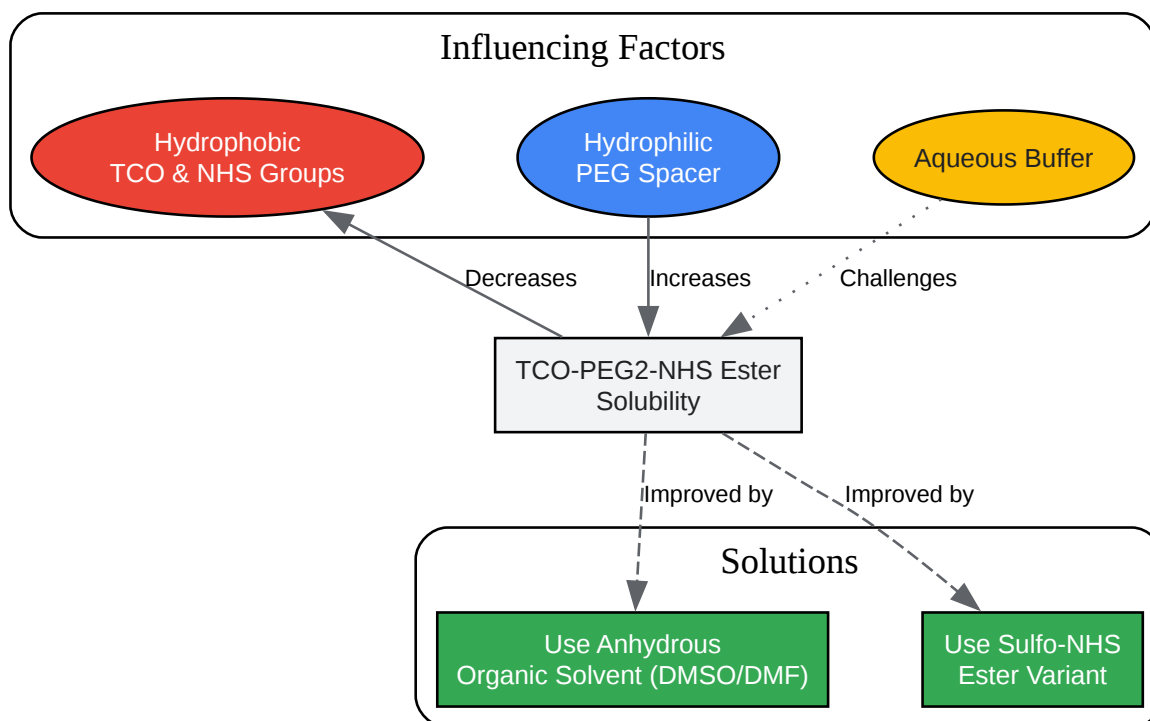 Influencing Factors
Hydrophobic
TCO & NHS Groups
Hydrophilic
PEG Spacer
Aqueous Buffer
Decreases
Increases
Challenges
TCO-PEG2-NHS Ester
Solubility
Improved by
Improved by
Solutions
Use Anhydrous
Organic Solvent (DMSO/DMF)
Use Sulfo-NHS
Ester Variant